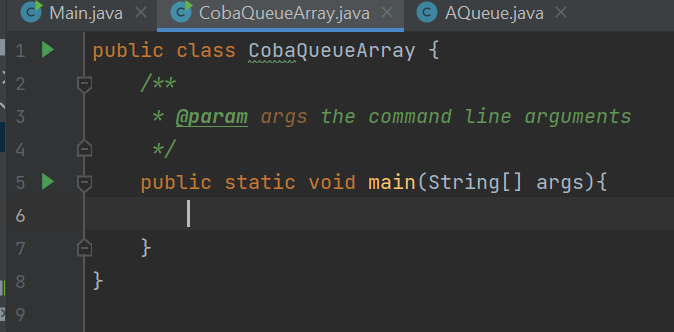 Main.java CobaQueueArray.java AQueue.java
1 public class CobaQueueArray {
2 /**
3 * @param args the command line arguments
4 */
5 public static void main(String[] args){
6
7 }
8 }
9